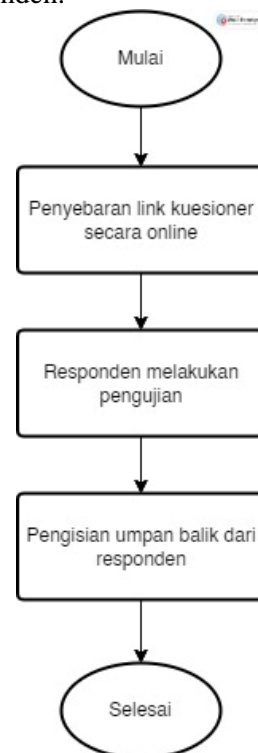 Mulai
Penyebaran link kuesioner
secara online
Responden melakukan
pengujian
Pengisian umpan balik dari
responden
Selesai